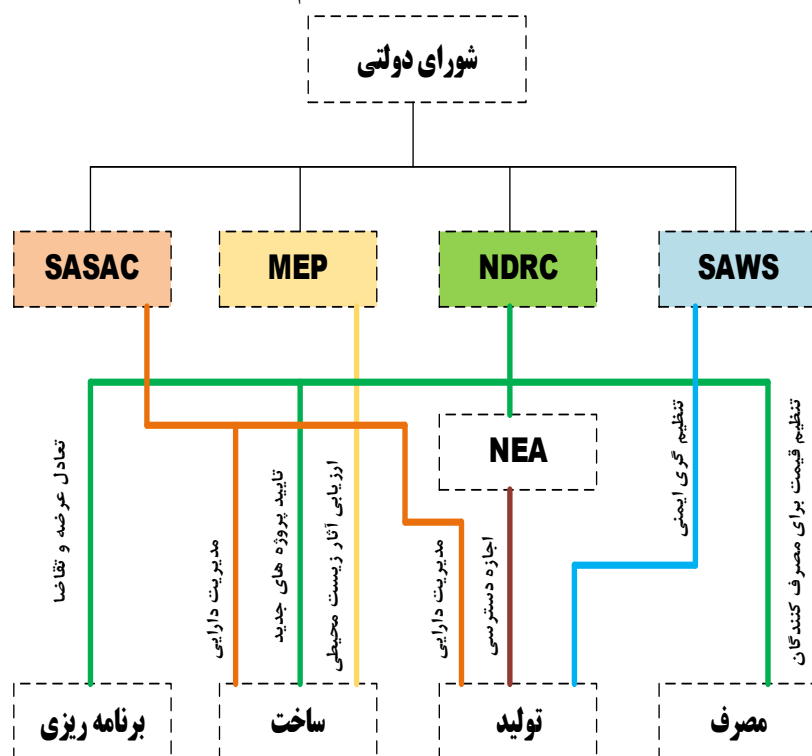 شورای دولتی
SASAC
MEP
NDRC
SAWS
NEA
تعادل عرضه و تقاضا
مدیریت دارایی
تایید پروژه های جدید
ارزیابی آثار زیست محیطی
مدیریت دارایی
اجازه دسترسی
تنظیم گری ایمنی
تنظیم قیمت برای مصرف کنندگان
برنامه ریزی
ساخت
تولید
مصرف